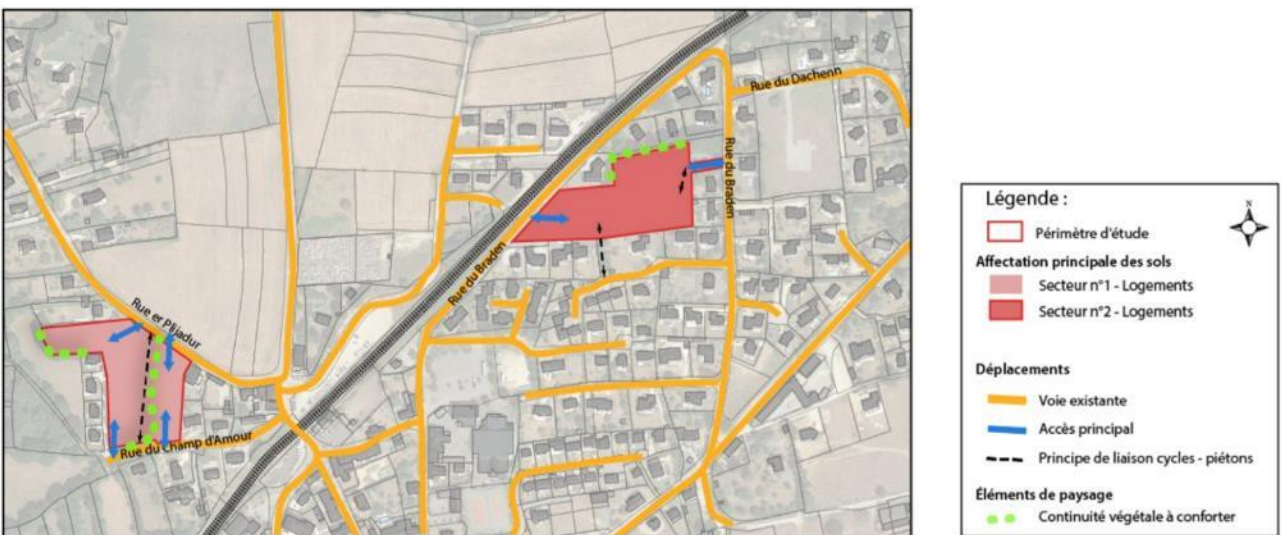 Rue du Dachenn
Rue du Braden
Rue du Braden
Rue er Plijadur
Rue du Champ d'Amour
Légende :
N
Périmètre d'étude
Affectation principale des sols
Secteur n°1 - Logements
Secteur n°2 - Logements
Déplacements
Voie existante
Accès principal
Principe de liaison cycles - piétons
Éléments de paysage
Continuité végétale à conforter